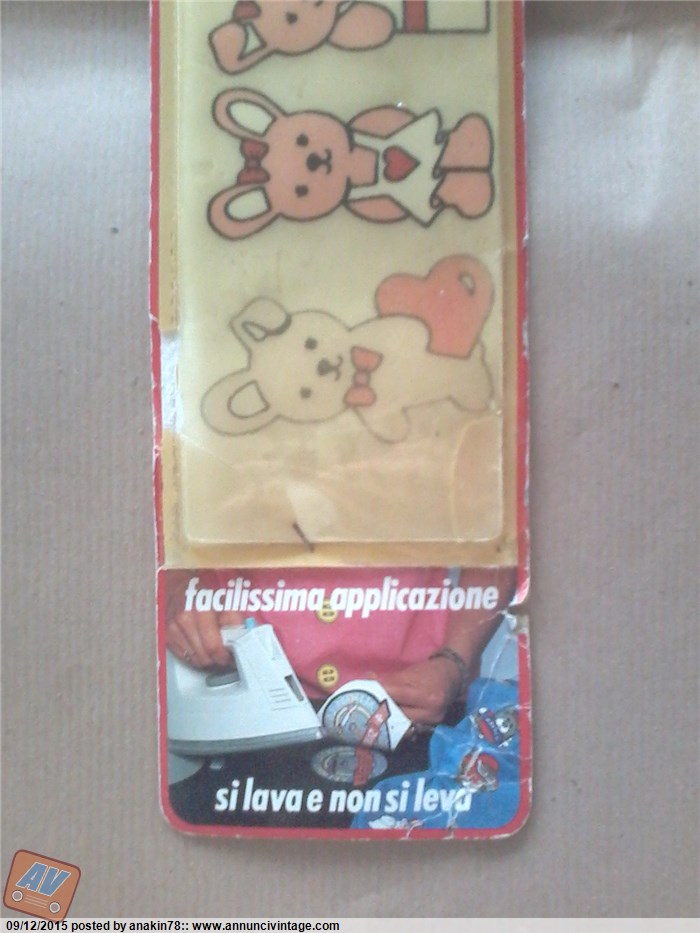 facilissima applicazione
si lava e non si leva
AV
09/12/2015 posted by anakin78:: www.annuncivintage.com